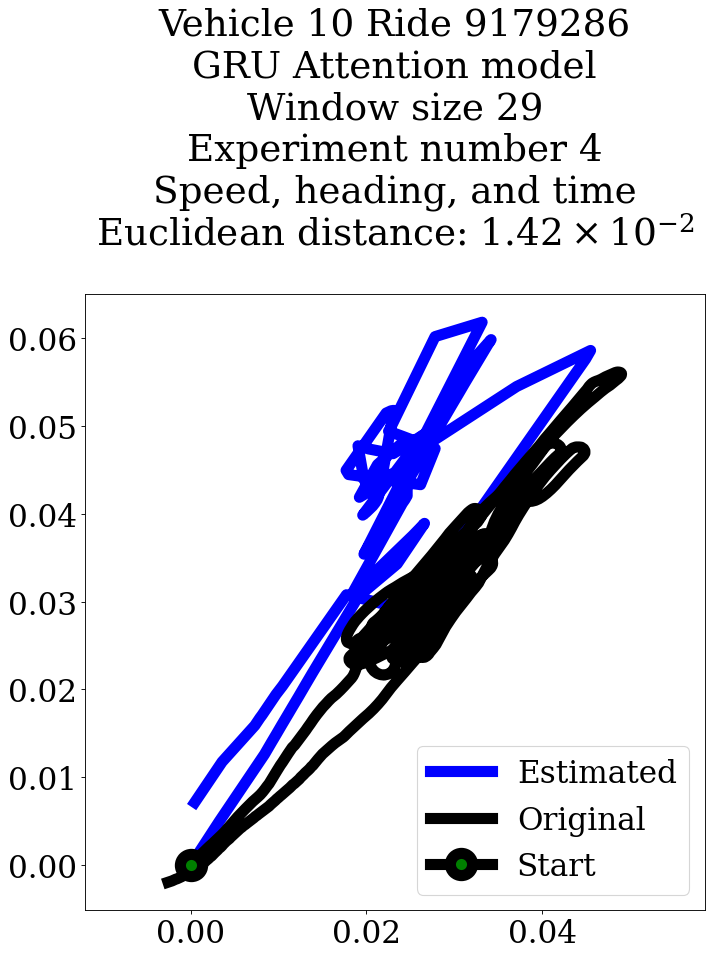 Vehicle 10 Ride 9179286
GRU Attention model
Window size 29
Experiment number 4
Speed, heading, and time
Euclidean distance: 1.42 × 10⁻²
0.06
0.05
0.04
0.03
0.02
0.01
0.00
Estimated
Original
Start
0.00 0.02 0.04